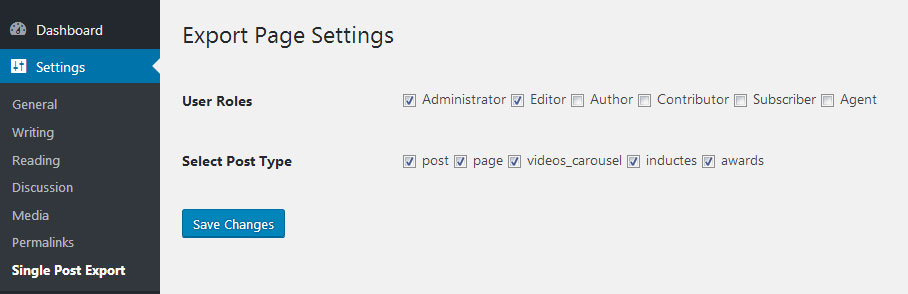 Dashboard
Settings
General
Writing
Reading
Discussion
Media
Permalinks
Single Post Export
Export Page Settings
User Roles Administrator Editor Author Contributor Subscriber Agent
Select Post Type post page videos_carousel inductes awards
Save Changes